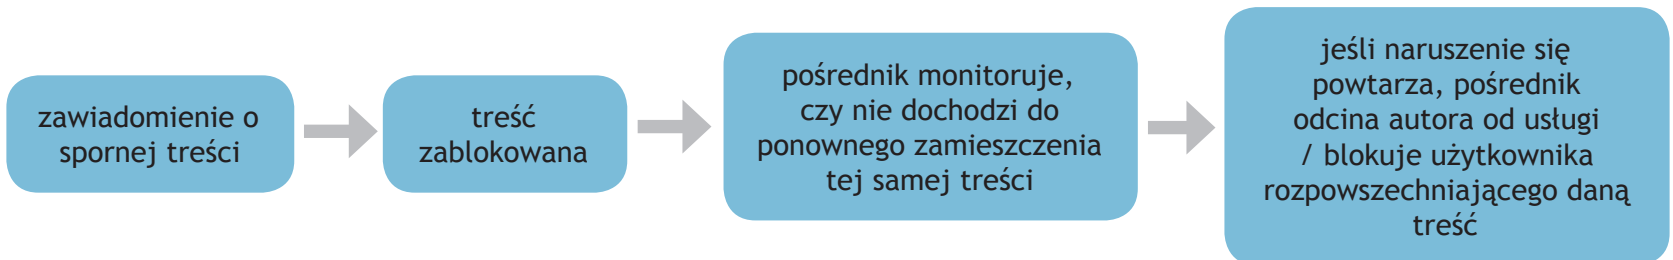 zawiadomienie o
spornej treści
treść
zablokowana
pośrednik monitoruje,
czy nie dochodzi do
ponownego zamieszczenia
tej samej treści
jeśli naruszenie się
powtarza, pośrednik
odcina autora od usługi
/ blokuje użytkownika
rozpowszechniającego daną
treść